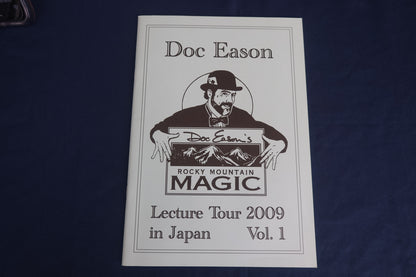 Doc Eason
Doc Eason's
ROCKY MOUNTAIN
MAGIC
Lecture Tour 2009
in Japan Vol. 1